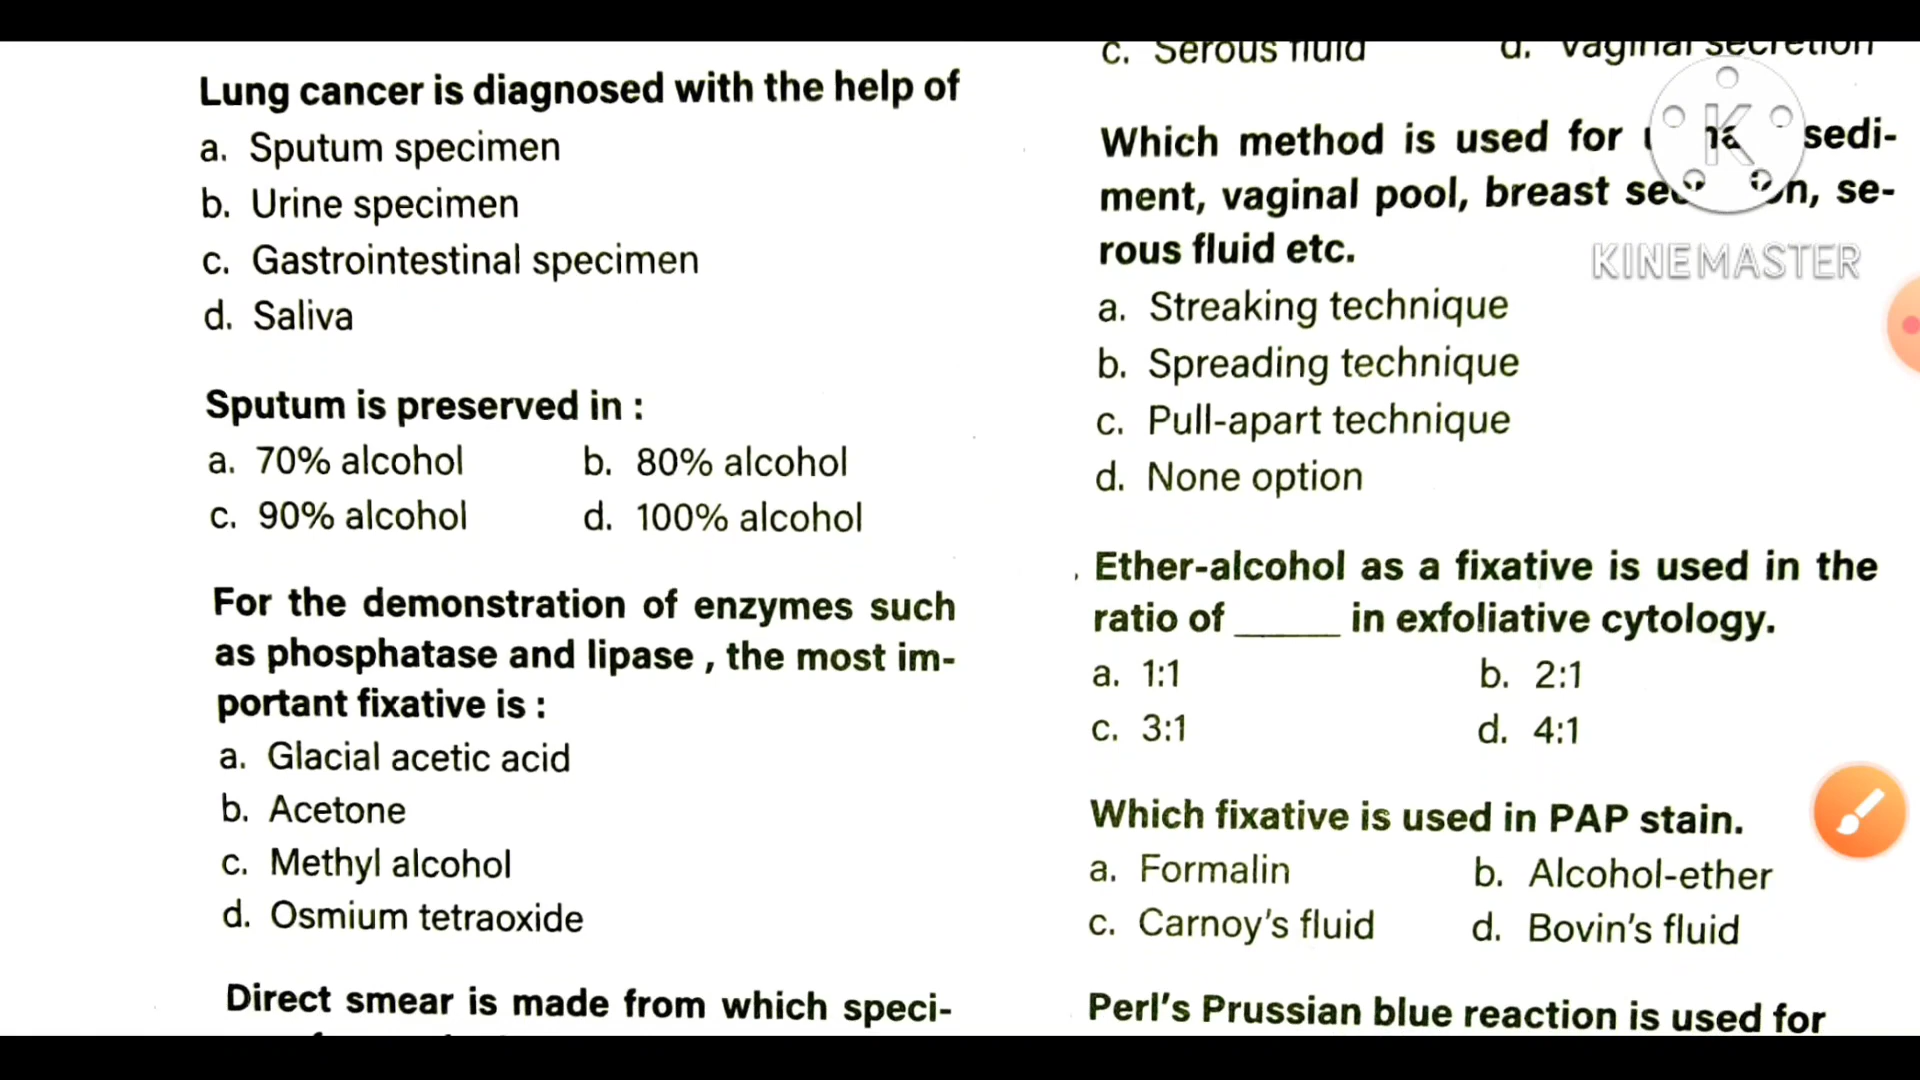 Lung cancer is diagnosed with the help of
a. Sputum specimen
b. Urine specimen
c. Gastrointestinal specimen
d. Saliva
Sputum is preserved in :
a. 70% alcohol b. 80% alcohol
c. 90% alcohol d. 100% alcohol
For the demonstration of enzymes such
as phosphatase and lipase , the most im-
portant fixative is :
a. Glacial acetic acid
b. Acetone
c. Methyl alcohol
d. Osmium tetraoxide
Direct smear is made from which speci-
c. Serous fluid d. Vaginal secretion
Which method is used for sedi-
ment, vaginal pool, breast se-
rous fluid etc.
a. Streaking technique
b. Spreading technique
c. Pull-apart technique
d. None option
Ether-alcohol as a fixative is used in the
ratio of _____ in exfoliative cytology.
a. 1:1 b. 2:1
c. 3:1 d. 4:1
Which fixative is used in PAP stain.
a. Formalin b. Alcohol-ether
c. Carnoy's fluid d. Bovin's fluid
Perl's Prussian blue reaction is used for
K
KINEMASTER